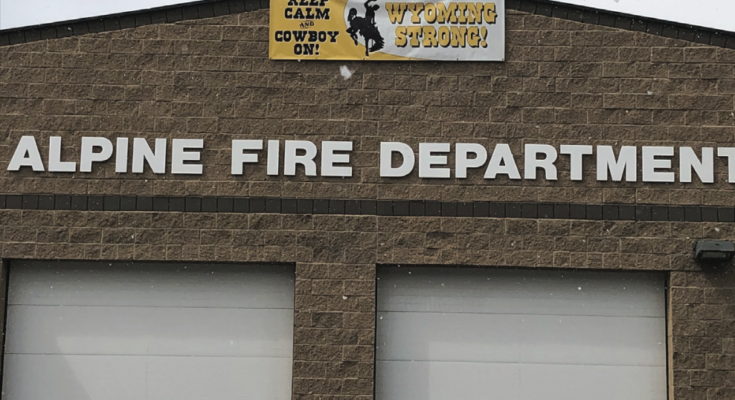 KEEP
CALM
AND
COWBOY
ON!
WYOMING
STRONG!
ALPINE FIRE DEPARTMENT